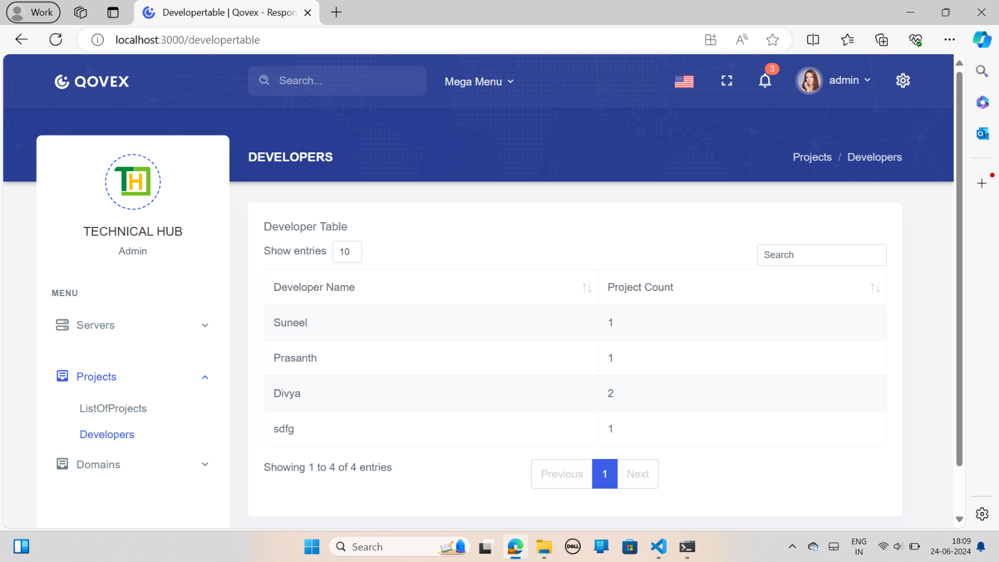 Work
Developertable | Qovex - Respon
localhost:3000/developertable
QOVEX
Search...
Mega Menu
3
admin
DEVELOPERS
Projects / Developers
TH
TECHNICAL HUB
Admin
MENU
Servers
Projects
ListOfProjects
Developers
Domains
Developer Table
Show entries 10
Search
Developer Name Project Count
Suneel 1
Prasanth 1
Divya 2
sdfg 1
Showing 1 to 4 of 4 entries
Previous 1 Next
Search
DELL
ENG
IN
18:09
24-06-2024